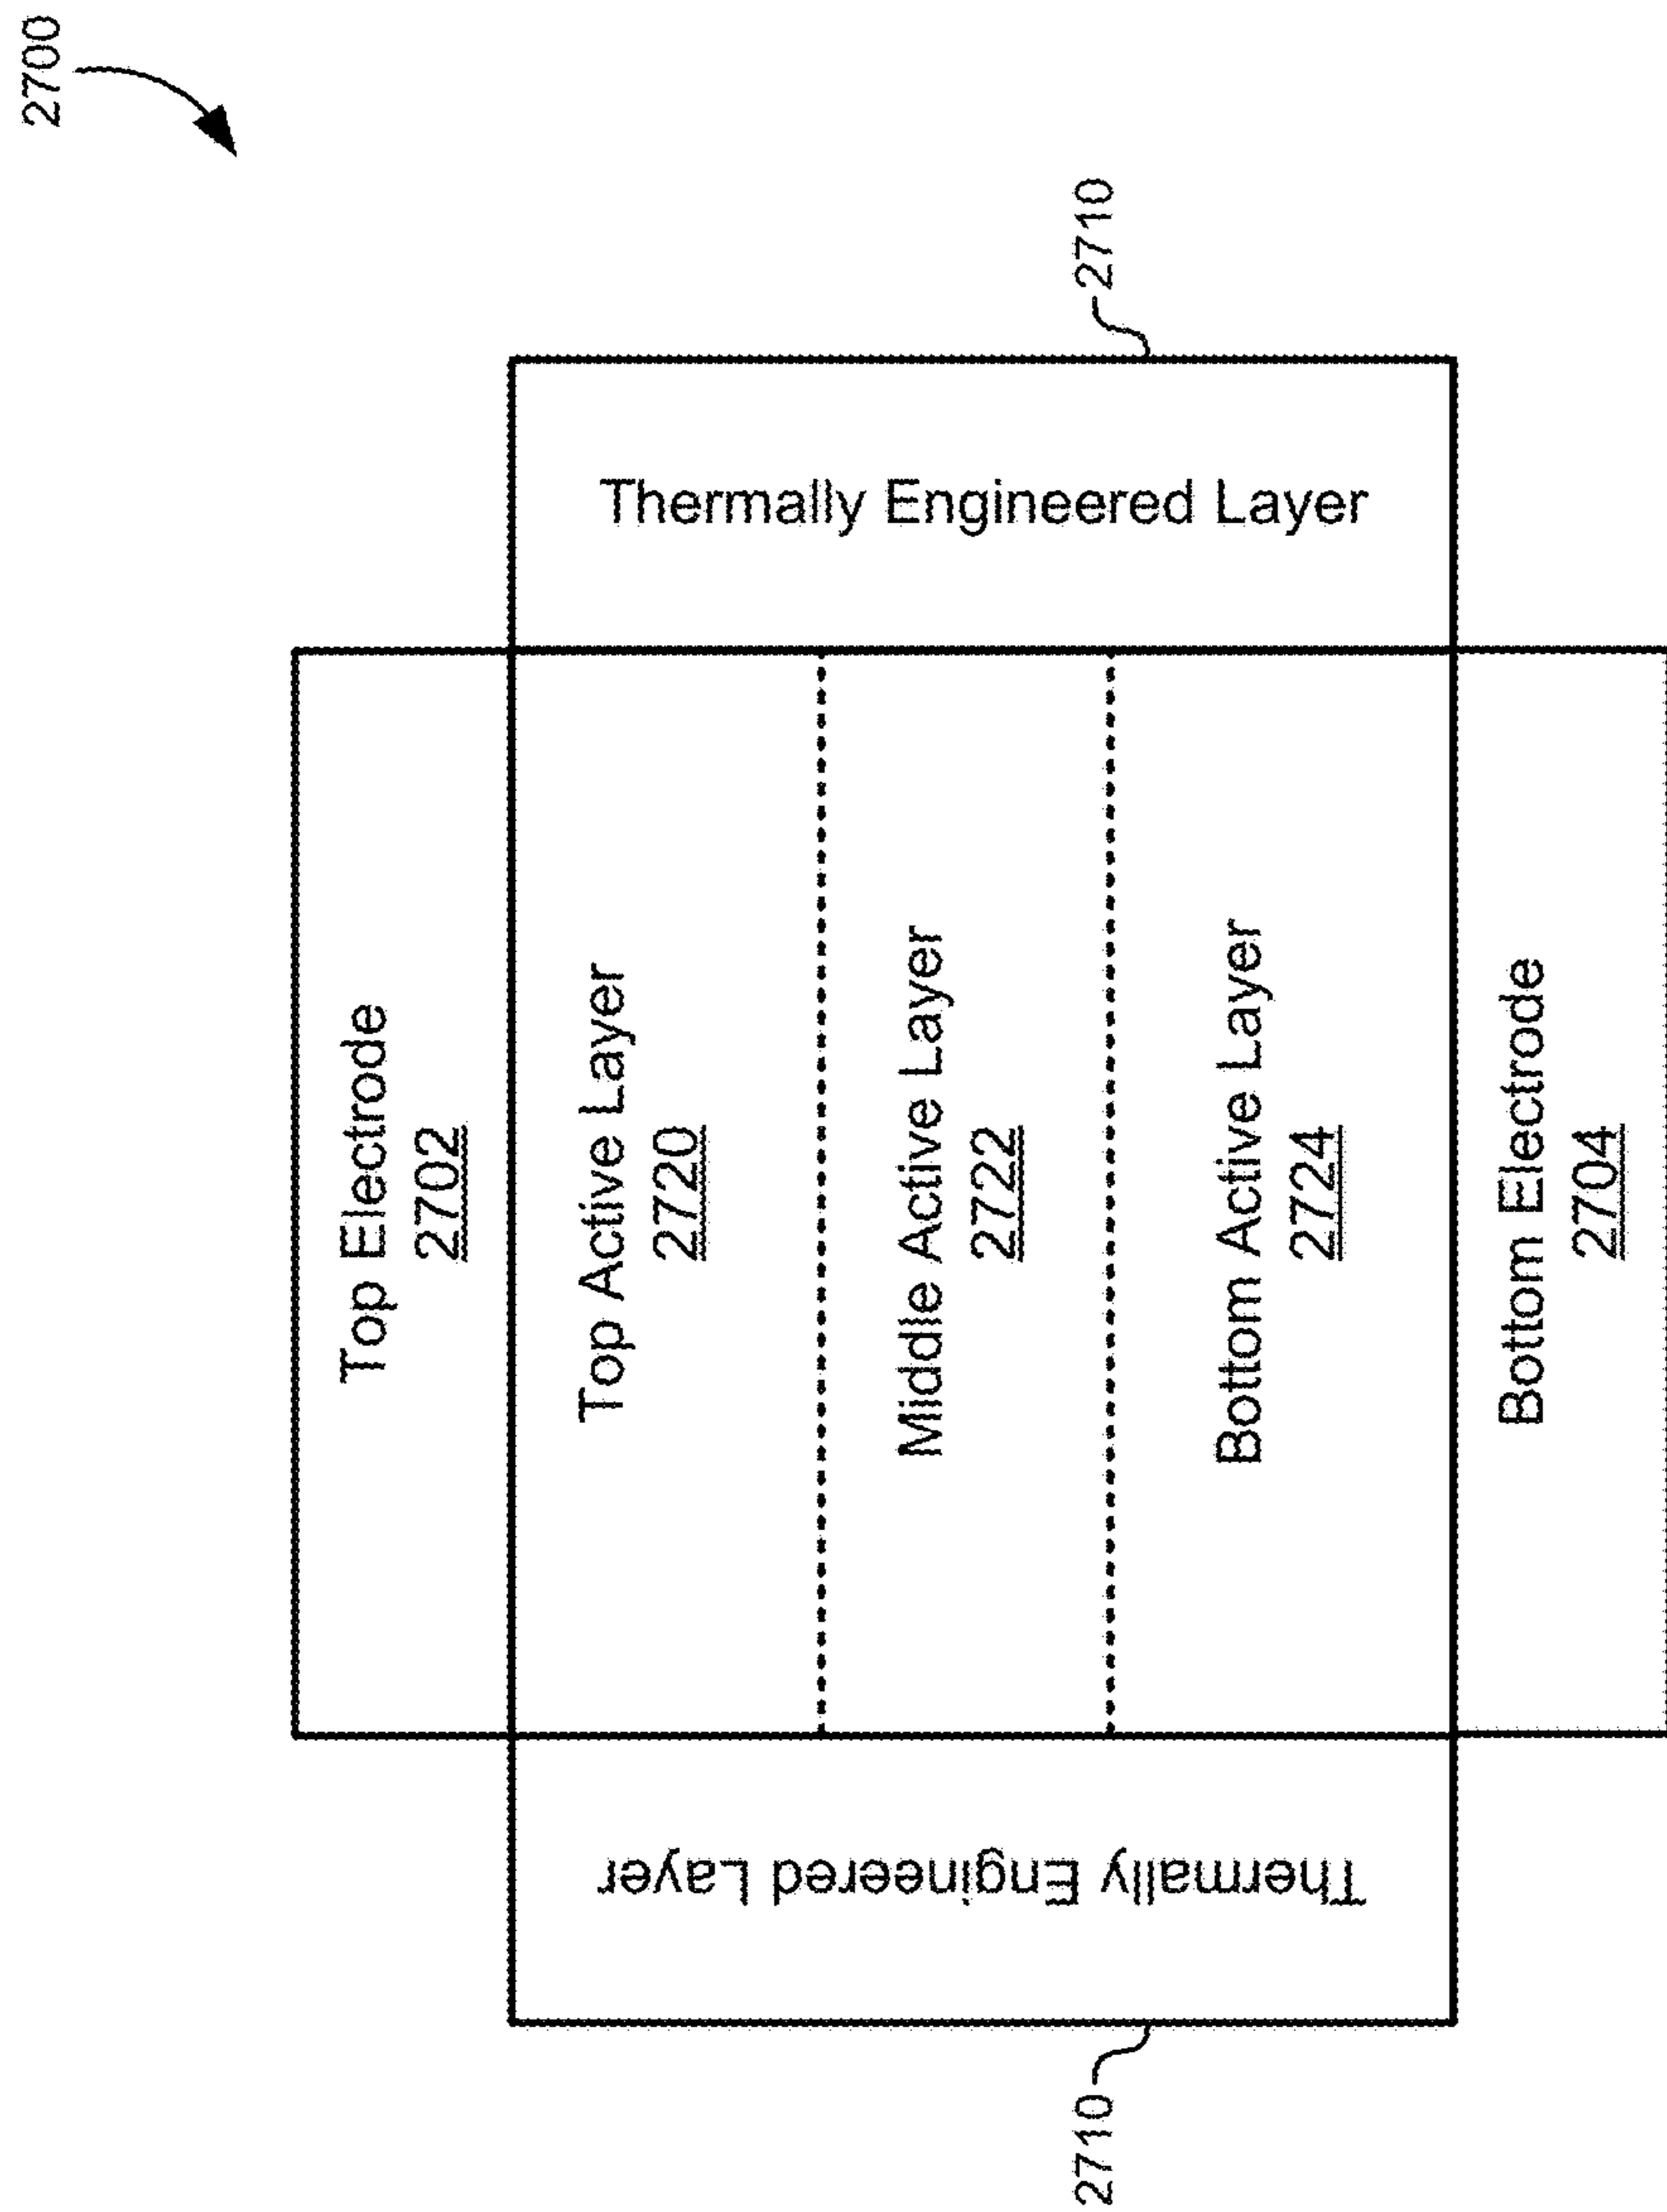 2700
Top Electrode
2702
Thermally Engineered Layer
2710
Top Active Layer
2720
Middle Active Layer
2722
Bottom Active Layer
2724
Thermally Engineered Layer
2710
Bottom Electrode
2704